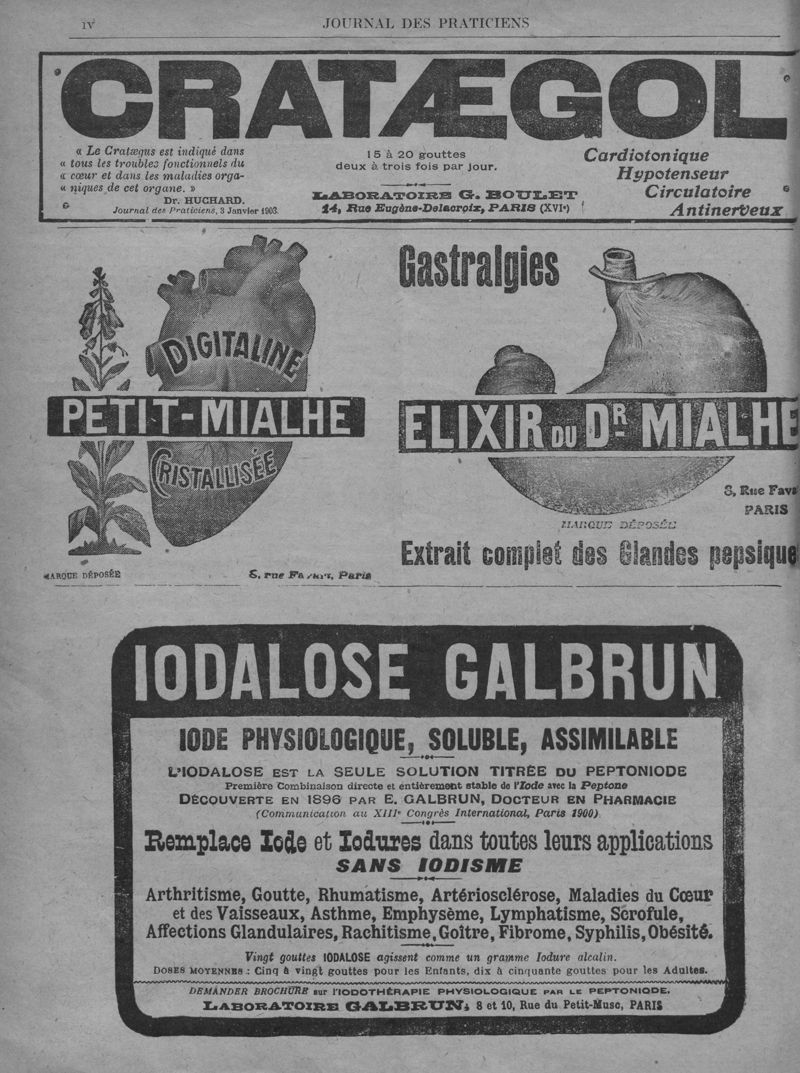 IV
JOURNAL DES PRATICIENS
CRATÆGOL
« Le Cratægus est indiqué dans
« tous les troubles fonctionnels du
« cœur et dans les maladies orga-
« niques de cet organe. »
Dr. HUCHARD.
Journal des Praticiens, 3 Janvier 1903.
15 à 20 gouttes
deux à trois fois par jour.
LABORATOIRE G. BOULET
14, Rue Eugène-Delacroix, PARIS (XVIe)
Cardiotonique
Hypotenseur
Circulatoire
Antinerveux
DIGITALINE
PETIT-MIALHE
CRISTALLISÉE
MARQUE DÉPOSÉE
8, rue Favart, Paris
Gastralgies
ELIXIR DU DR MIALHE
8, Rue Fava
PARIS
MARQUE DÉPOSÉE
Extrait complet des Glandes pepsique
IODALOSE GALBRUN
IODE PHYSIOLOGIQUE, SOLUBLE, ASSIMILABLE
L'IODALOSE EST LA SEULE SOLUTION TITRÉE DU PEPTONIODE
Première Combinaison directe et entièrement stable de l'Iode avec la Peptone
DÉCOUVERTE EN 1896 PAR E. GALBRUN, DOCTEUR EN PHARMACIE
(Communication au XIIIe Congrès International, Paris 1900).
Remplace Iode et Iodures dans toutes leurs applications
SANS IODISME
Arthritisme, Goutte, Rhumatisme, Artériosclérose, Maladies du Cœur
et des Vaisseaux, Asthme, Emphysème, Lymphatisme, Scrofule,
Affections Glandulaires, Rachitisme, Goître, Fibrome, Syphilis, Obésité.
Vingt gouttes IODALOSE agissent comme un gramme Iodure alcalin.
DOSES MOYENNES : Cinq à vingt gouttes pour les Enfants, dix à cinquante gouttes pour les Adultes.
DEMANDER BROCHURE sur l'IODOTHÉRAPIE PHYSIOLOGIQUE PAR LE PEPTONIODE.
LABORATOIRE GALBRUN, 8 et 10, Rue du Petit-Musc, PARIS